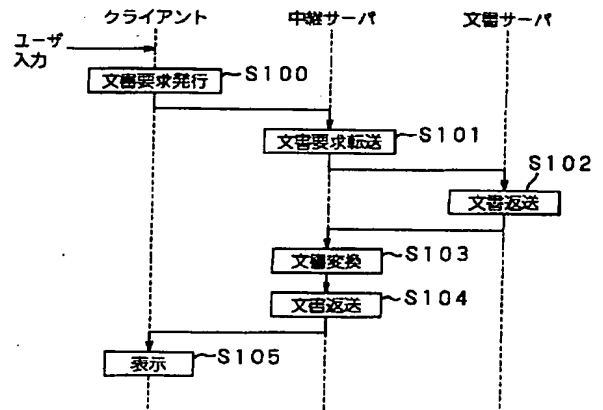 クライアント 中継サーバ 文書サーバ
ユーザ
入力
文書要求発行 S100
文書要求転送 S101
S102
文書返送
文書変換 S103
文書返送 S104
表示 S105